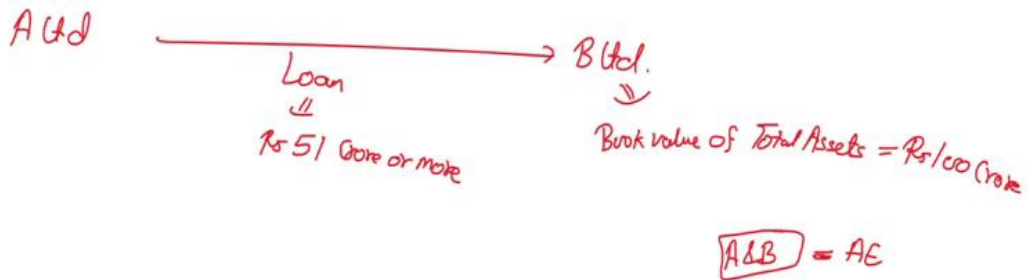 A Ltd
B Ltd.
Loan
Rs 51 Crore or more
Book value of Total Assets = Rs 100 Crore
A&B = AE